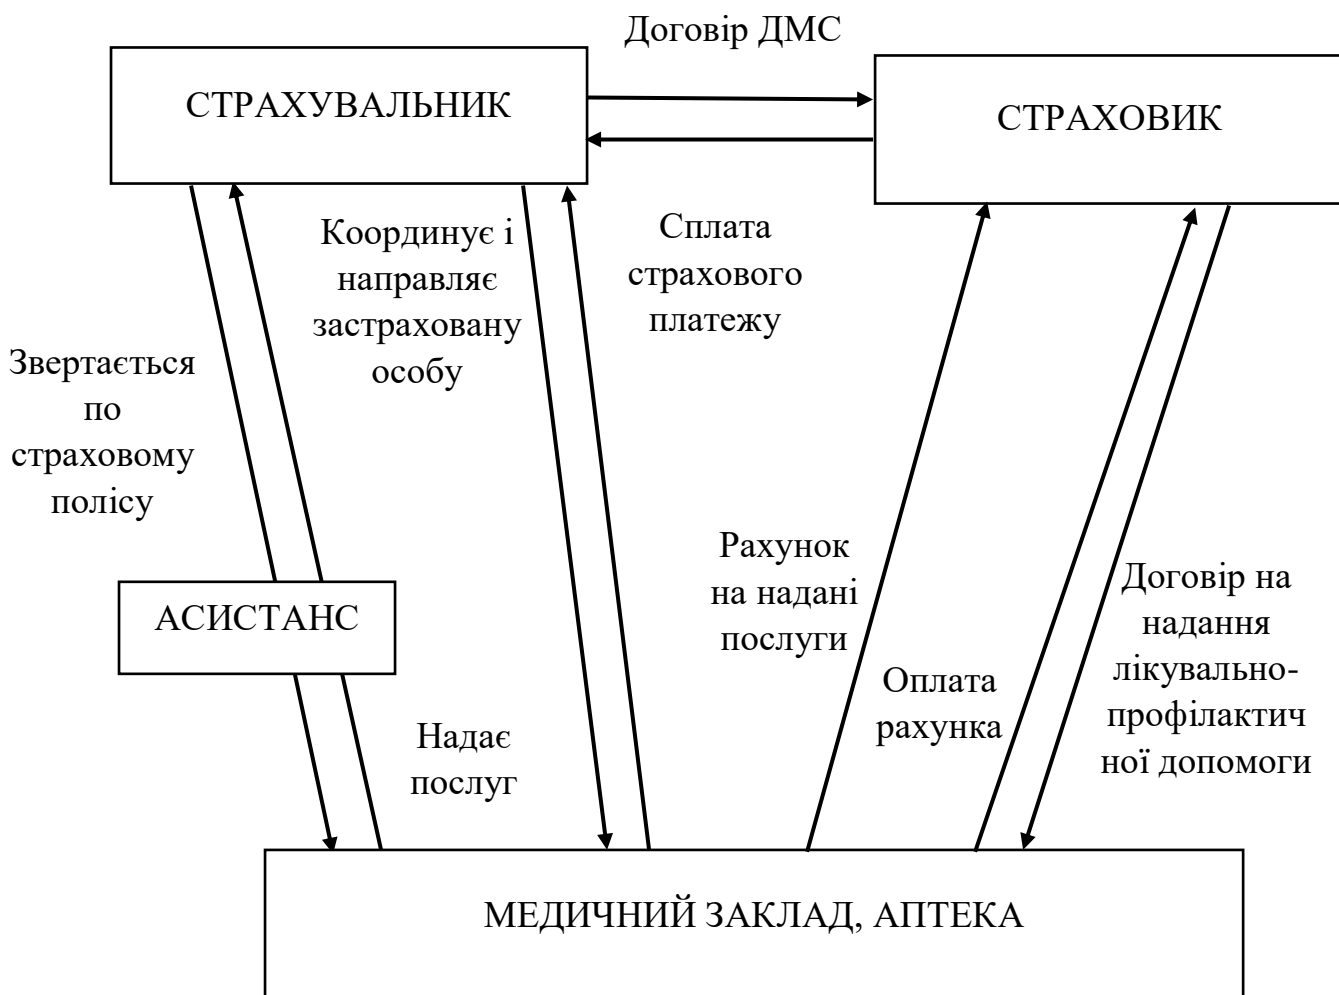 Договір ДМС
СТРАХУВАЛЬНИК
СТРАХОВИК
Координує і
направляє
застраховану
особу
Сплата
страхового
платежу
Звертається
по
страховому
полісу
АСИСТАНС
Рахунок
на надані
послуги
Договір на
надання
лікувально-
профілактич
ної допомоги
Оплата
рахунка
Надає
послуг
МЕДИЧНИЙ ЗАКЛАД, АПТЕКА